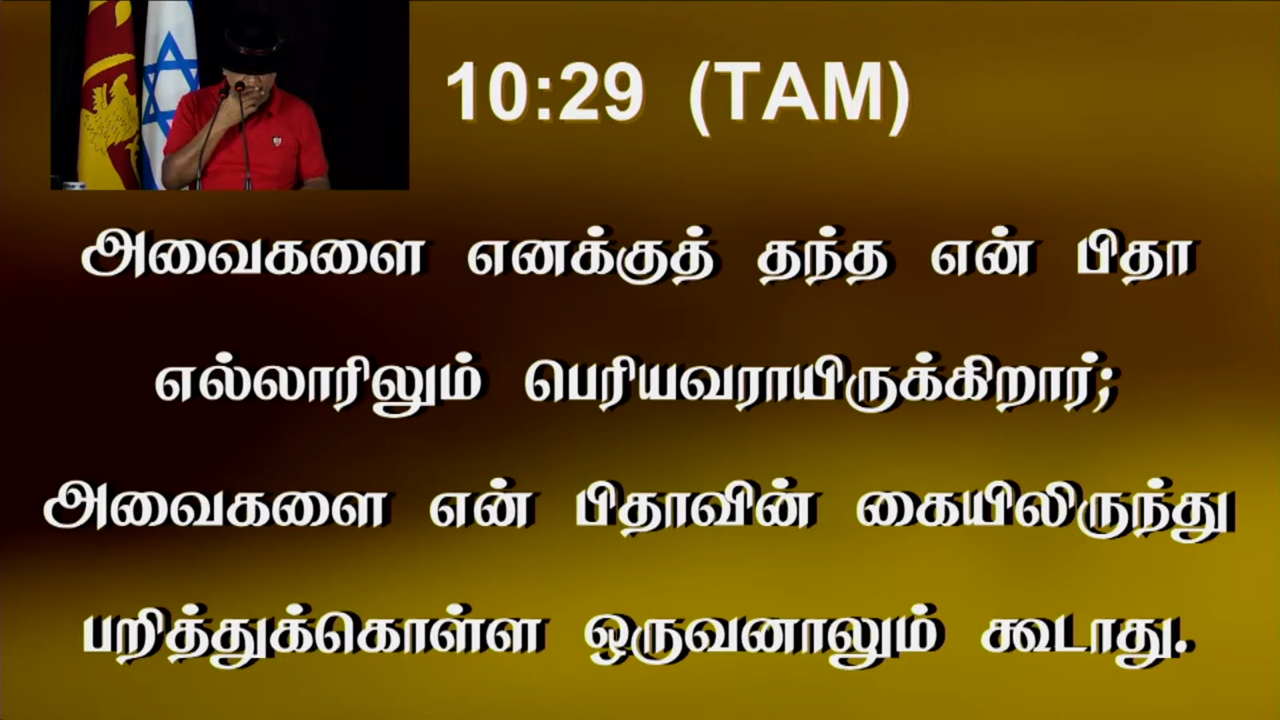 10:29 (TAM)
அவைகளை எனக்குத் தந்த என் பிதா
எல்லாரிலும் பெரியவராயிருக்கிறார்;
அவைகளை என் பிதாவின் கையிலிருந்து
பறித்துக்கொள்ள ஒருவனாலும் கூடாது.